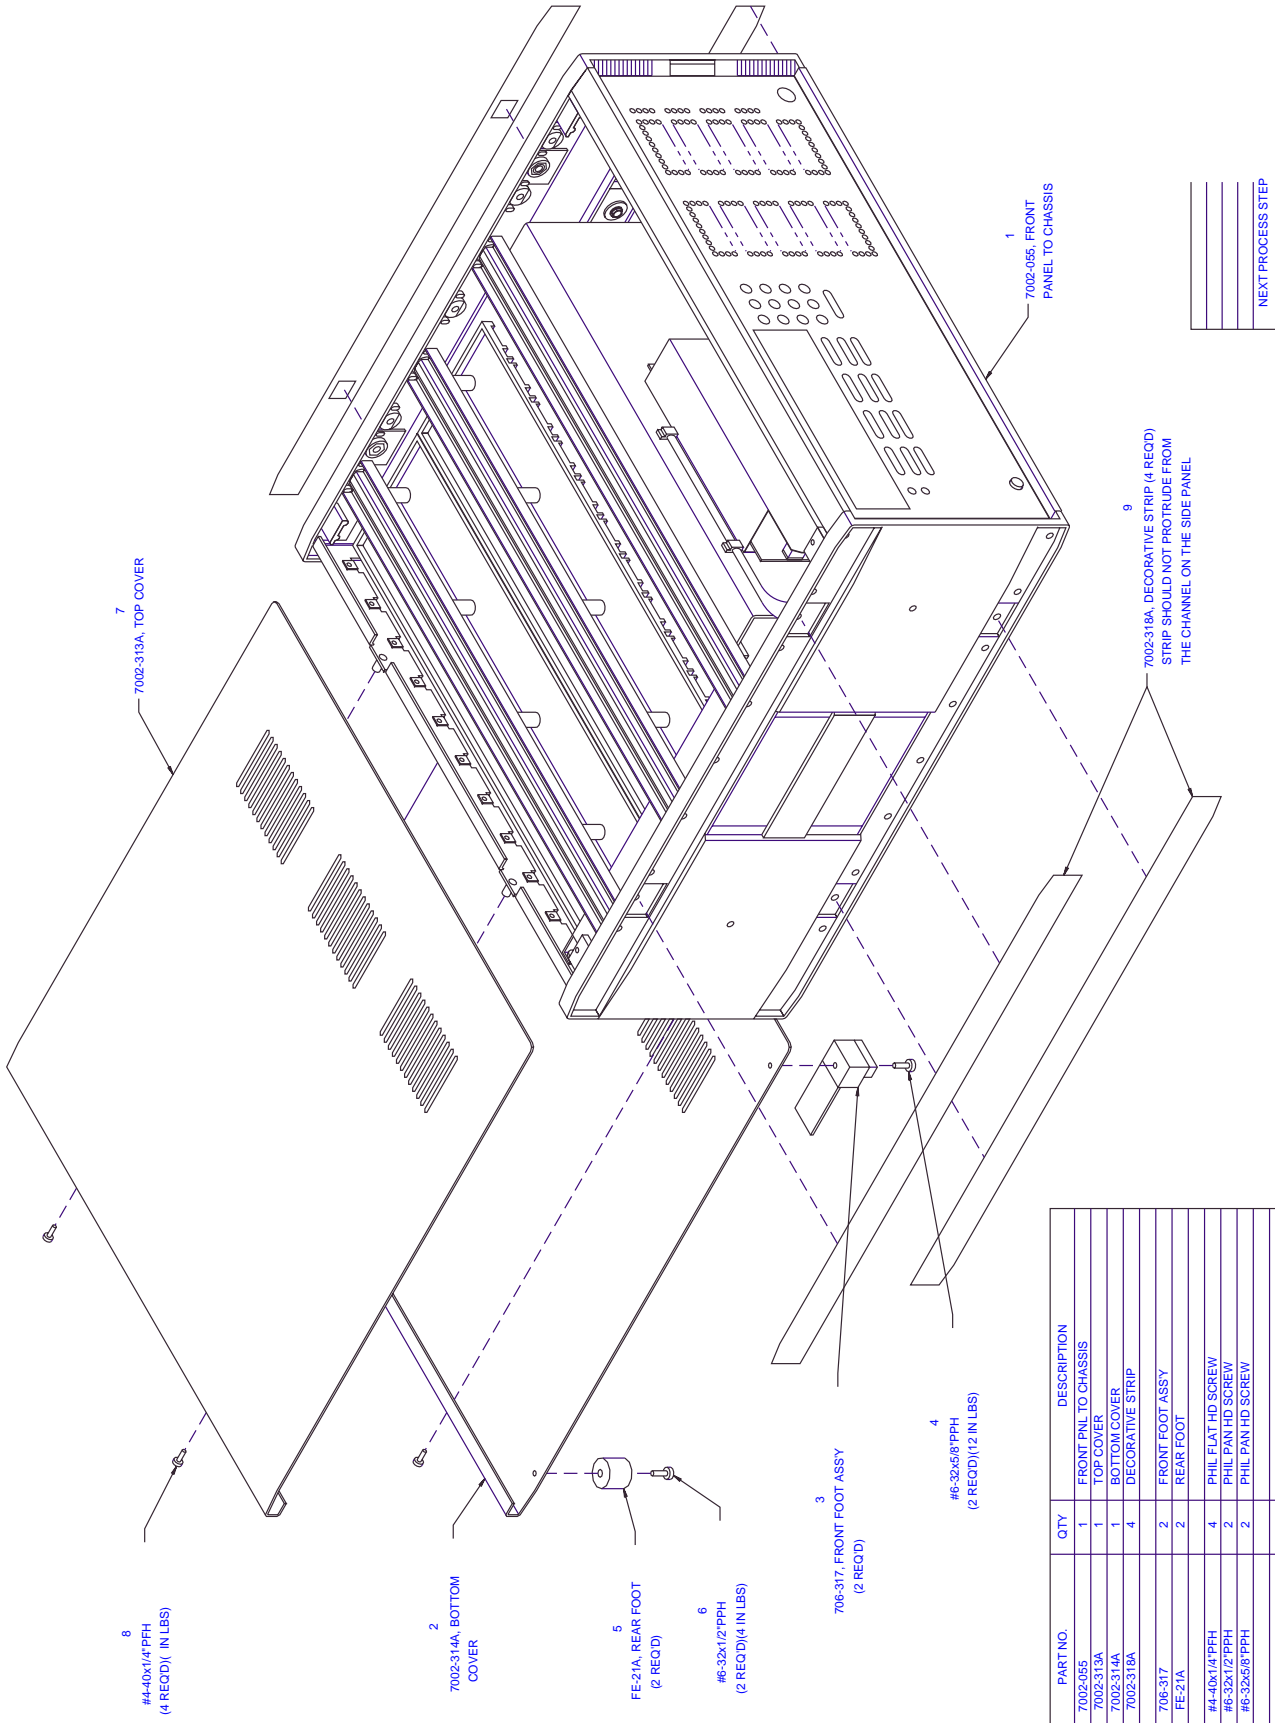 8
#4-40x1/4"PFH
(4 REQ'D)( IN LBS)
7
7002-313A, TOP COVER
2
7002-314A, BOTTOM
COVER
5
FE-21A, REAR FOOT
(2 REQ'D)
6
#6-32x1/2"PPH
(2 REQ'D)(4 IN LBS)
3
706-317, FRONT FOOT ASS'Y
(2 REQ'D)
4
#6-32x5/8"PPH
(2 REQ'D)(12 IN LBS)
1
7002-055, FRONT
PANEL TO CHASSIS
9
7002-318A, DECORATIVE STRIP (4 REQ'D)
STRIP SHOULD NOT PROTRUDE FROM
THE CHANNEL ON THE SIDE PANEL
PART NO. QTY DESCRIPTION
7002-055 1 FRONT PNL TO CHASSIS
7002-313A 1 TOP COVER
7002-314A 1 BOTTOM COVER
7002-318A 4 DECORATIVE STRIP
706-317 2 FRONT FOOT ASS'Y
FE-21A 2 REAR FOOT
#4-40x1/4"PFH 4 PHIL FLAT HD SCREW
#6-32x1/2"PPH 2 PHIL PAN HD SCREW
#6-32x5/8"PPH 2 PHIL PAN HD SCREW
NEXT PROCESS STEP